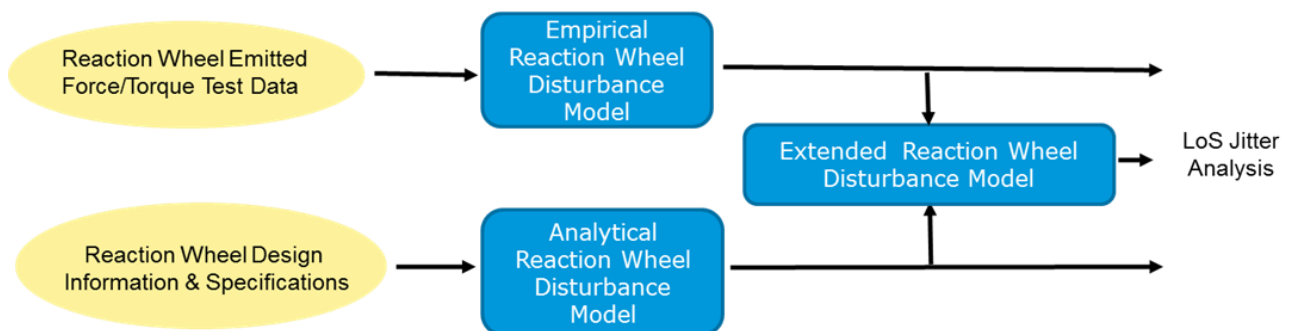 Reaction Wheel Emitted
Force/Torque Test Data
Empirical
Reaction Wheel
Disturbance
Model
Extended Reaction Wheel
Disturbance Model
LoS Jitter
Analysis
Reaction Wheel Design
Information & Specifications
Analytical
Reaction Wheel
Disturbance
Model